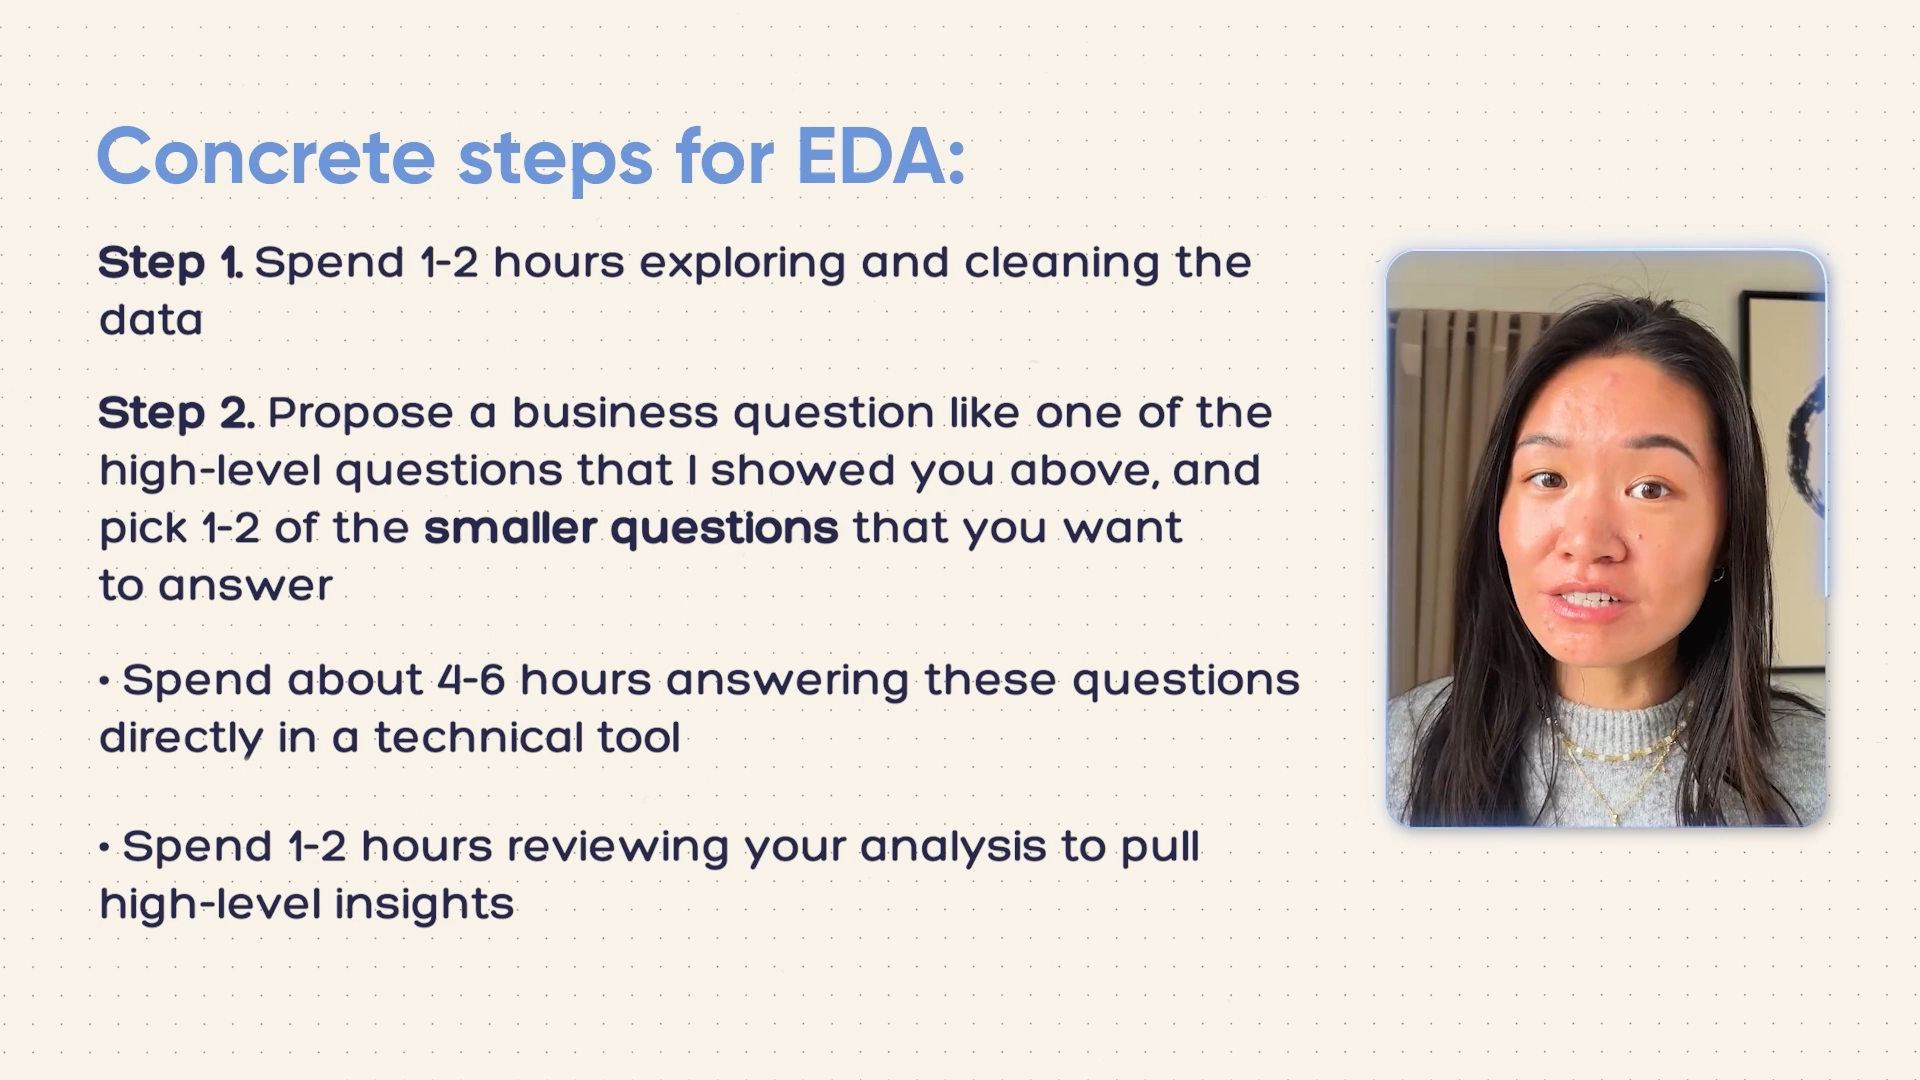 Concrete steps for EDA:
Step 1. Spend 1-2 hours exploring and cleaning the
data
Step 2. Propose a business question like one of the
high-level questions that I showed you above, and
pick 1-2 of the smaller questions that you want
to answer
• Spend about 4-6 hours answering these questions
directly in a technical tool
• Spend 1-2 hours reviewing your analysis to pull
high-level insights